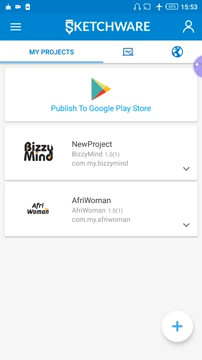 93% 15:53
SKETCHWARE
MY PROJECTS
Publish To Google Play Store
Bizzy
Mind
NewProject
BizzyMind 1.0(1)
com.my.bizzymind
Afri
Woman
AfriWoman
AfriWoman 1.0(1)
com.my.afriwoman